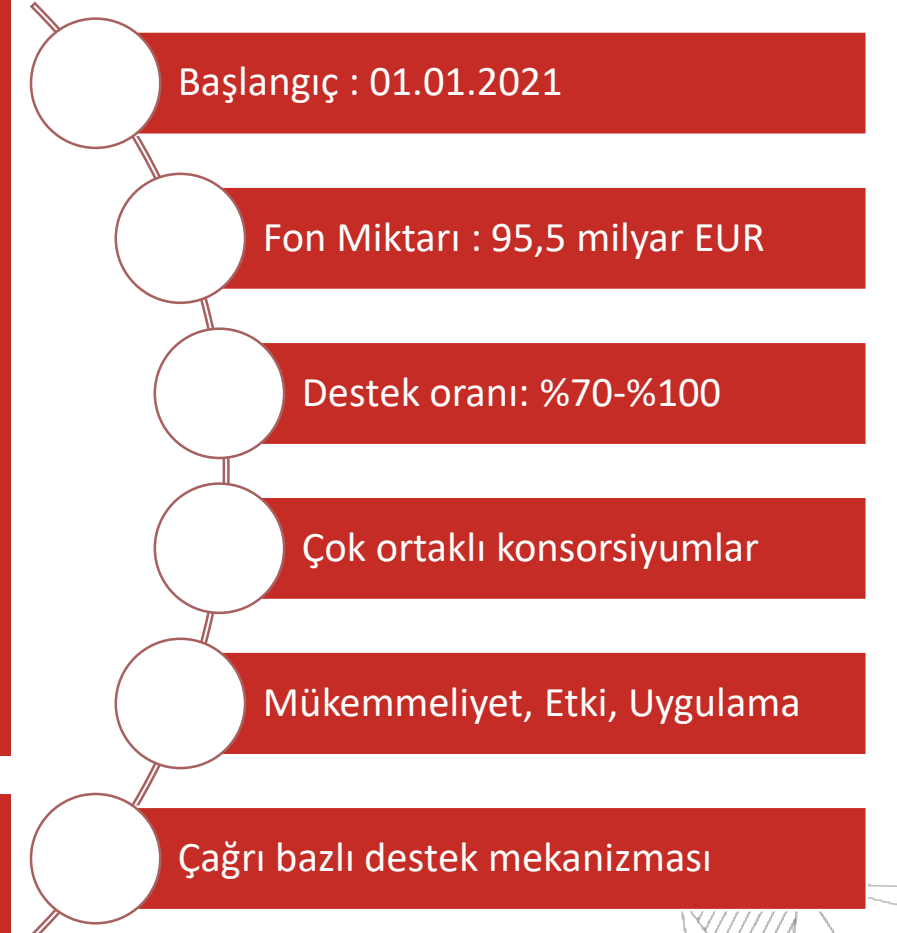 Başlangıç : 01.01.2021
Fon Miktarı : 95,5 milyar EUR
Destek oranı: %70-%100
Çok ortaklı konsorsiyumlar
Mükemmeliyet, Etki, Uygulama
Çağrı bazlı destek mekanizması